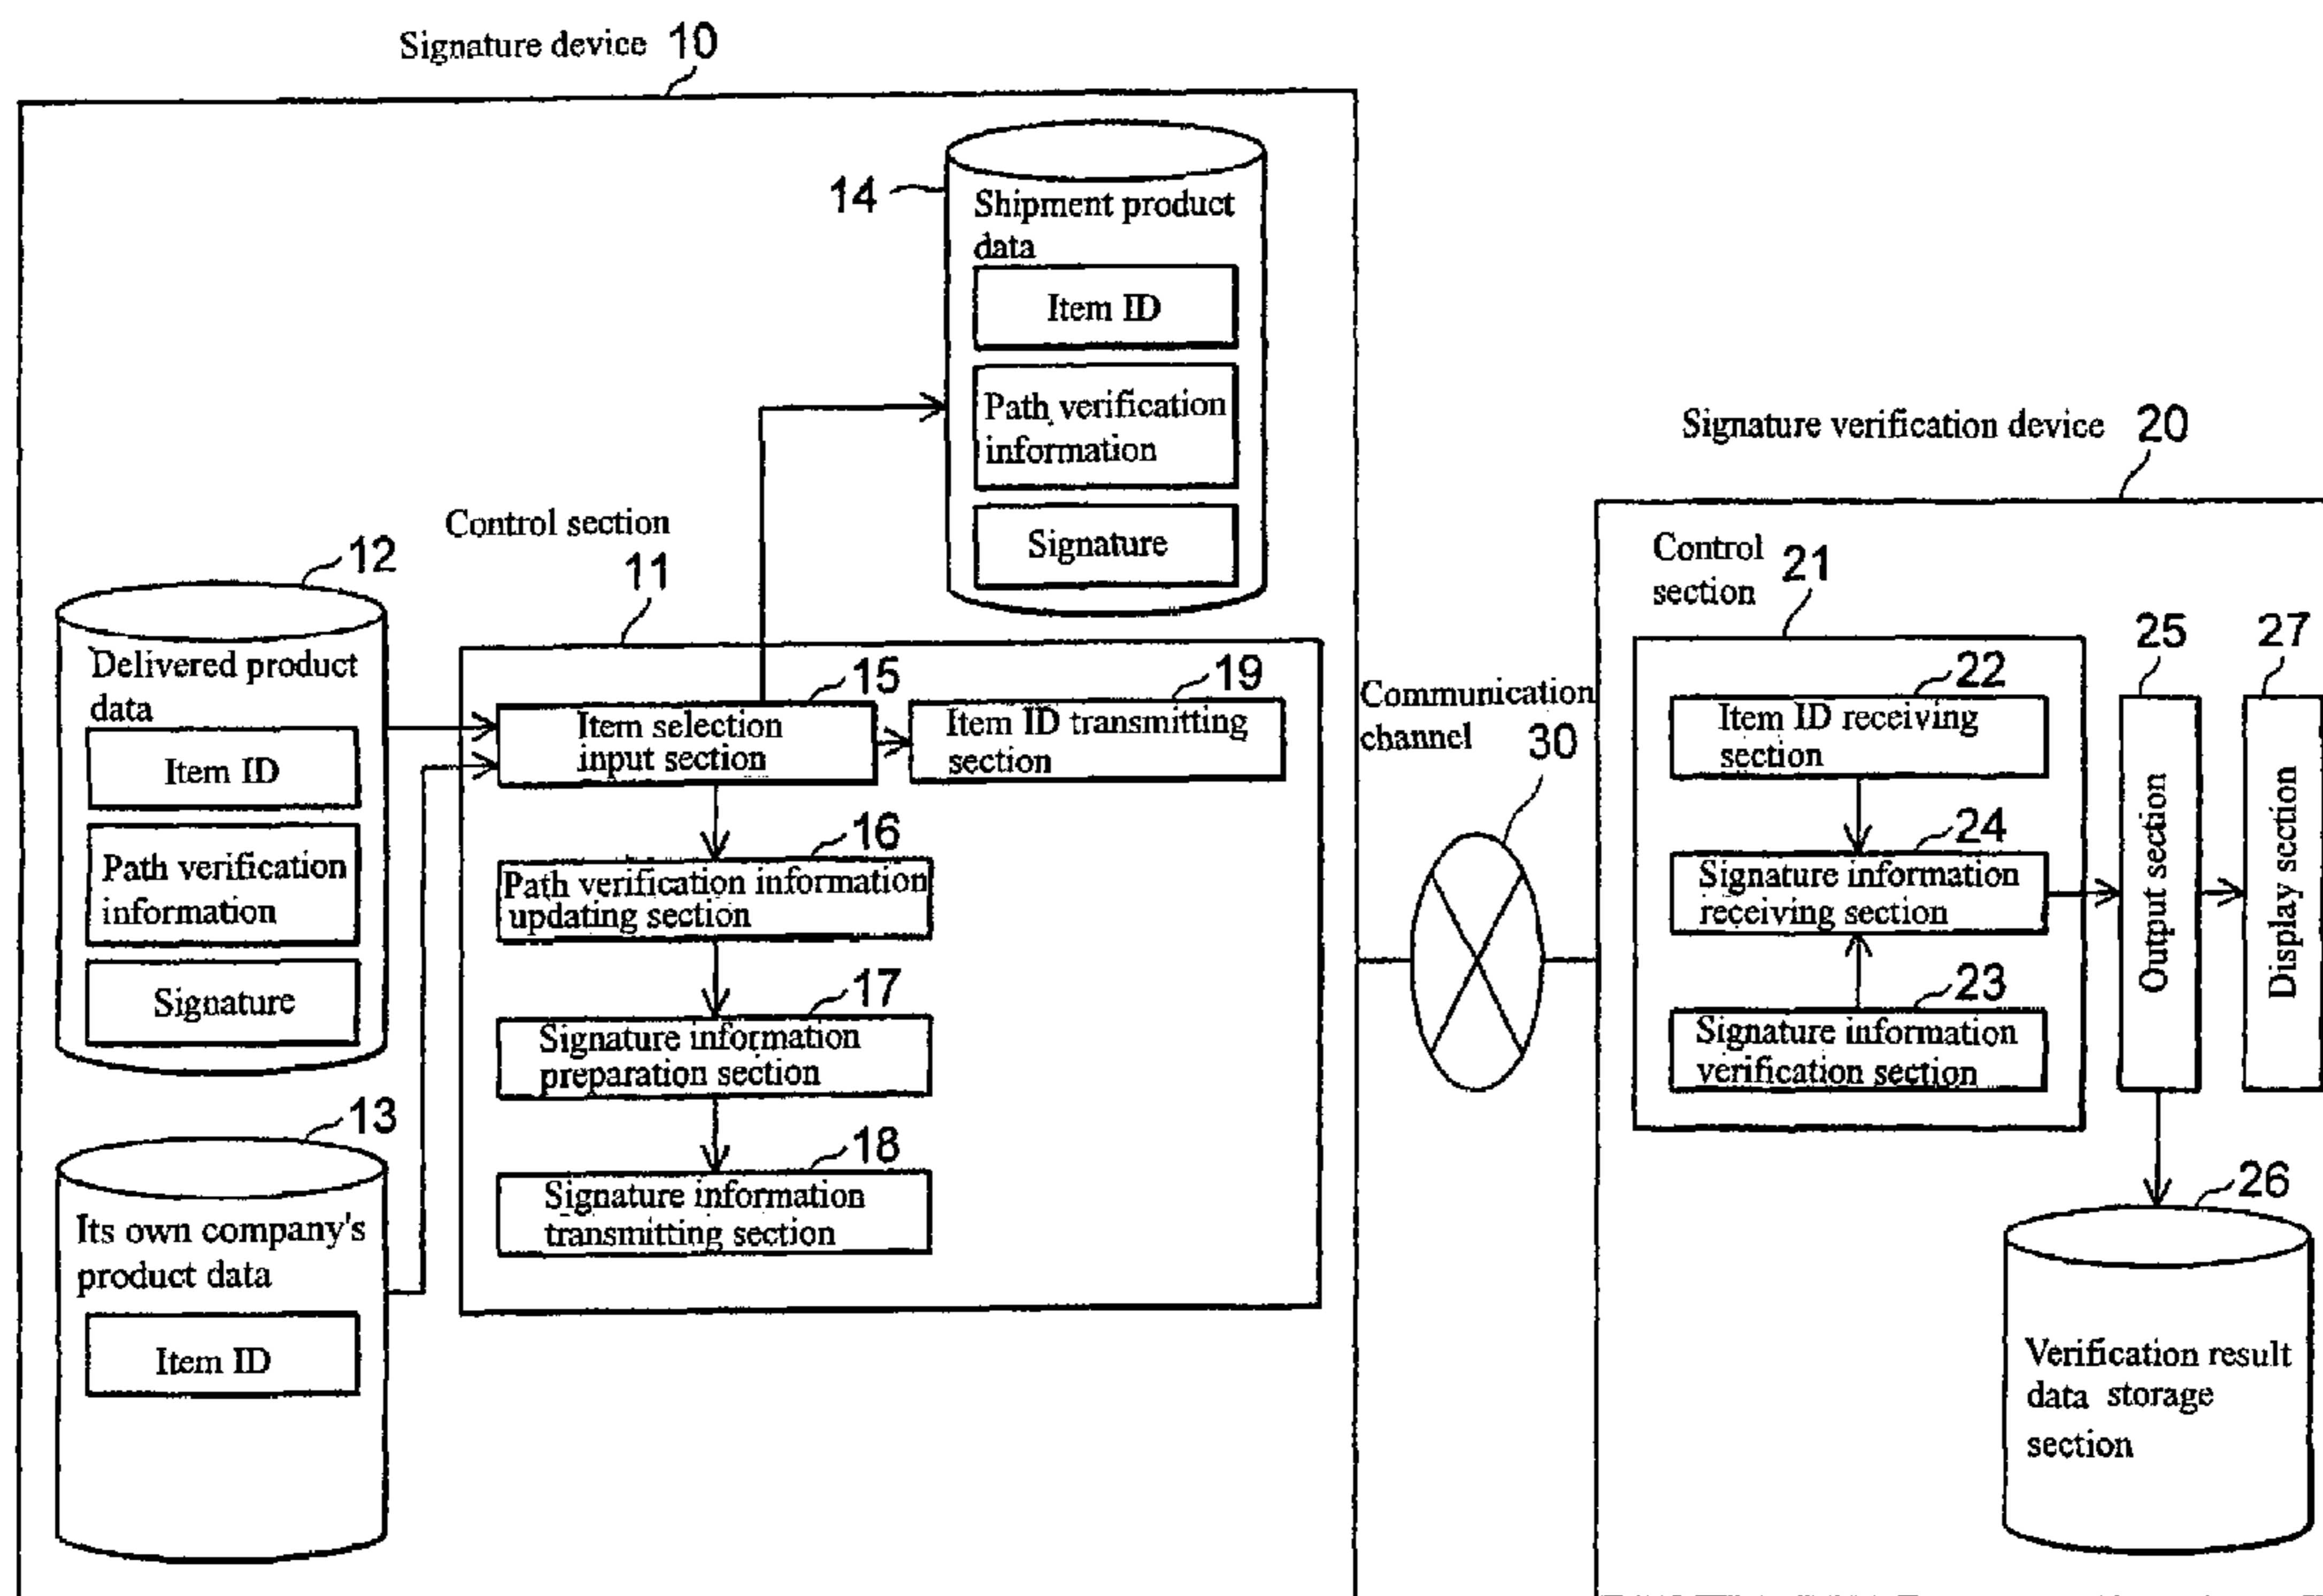 Signature device 10
14
Shipment product
data
Item ID
Path verification
information
Signature
Control section
11
12
Delivered product
data
Item ID
Path verification
information
Signature
13
Its own company's
product data
Item ID
15
Item selection
input section
19
Item ID transmitting
section
16
Path verification information
updating section
17
Signature information
preparation section
18
Signature information
transmitting section
Communication
channel 30
Signature verification device 20
Control
section 21
22
Item ID receiving
section
24
Signature information
receiving section
23
Signature information
verification section
25
Output section
27
Display section
26
Verification result
data storage
section